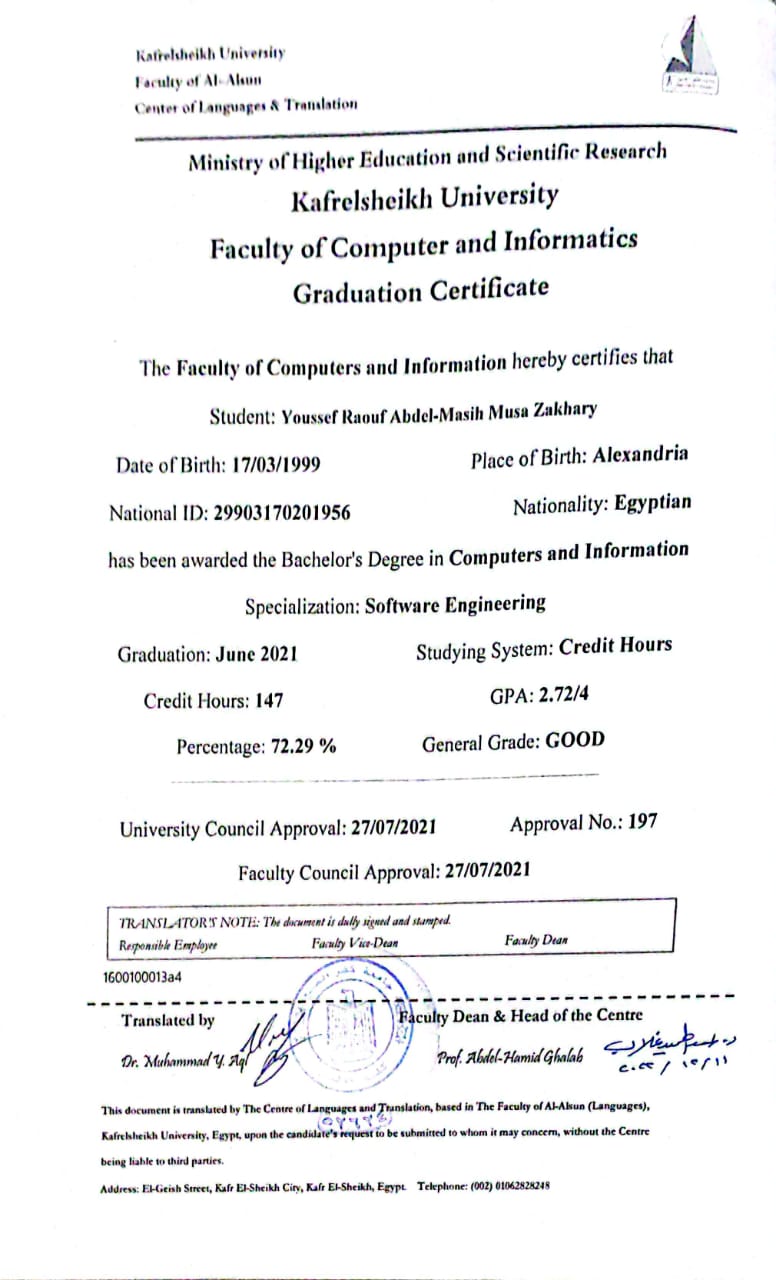 Kafrelsheikh University
Faculty of Al-Alsun
Center of Languages & Translation
Ministry of Higher Education and Scientific Research
Kafrelsheikh University
Faculty of Computer and Informatics
Graduation Certificate
The Faculty of Computers and Information hereby certifies that
Student: Youssef Raouf Abdel-Masih Musa Zakhary
Date of Birth: 17/03/1999 Place of Birth: Alexandria
National ID: 29903170201956 Nationality: Egyptian
has been awarded the Bachelor's Degree in Computers and Information
Specialization: Software Engineering
Graduation: June 2021 Studying System: Credit Hours
Credit Hours: 147 GPA: 2.72/4
Percentage: 72.29 % General Grade: GOOD
University Council Approval: 27/07/2021 Approval No.: 197
Faculty Council Approval: 27/07/2021
TRANSLATOR'S NOTE: The document is dully signed and stamped.
Responsible Employee Faculty Vice-Dean Faculty Dean
1600100013a4
Translated by Faculty Dean & Head of the Centre
Dr. Muhammad Y. Aql Prof. Abdel-Hamid Ghalab
This document is translated by The Centre of Languages and Translation, based in The Faculty of Al-Alsun (Languages),
Kafrelsheikh University, Egypt, upon the candidate's request to be submitted to whom it may concern, without the Centre
being liable to third parties.
Address: El-Geish Street, Kafr El-Sheikh City, Kafr El-Sheikh, Egypt. Telephone: (002) 01062828248